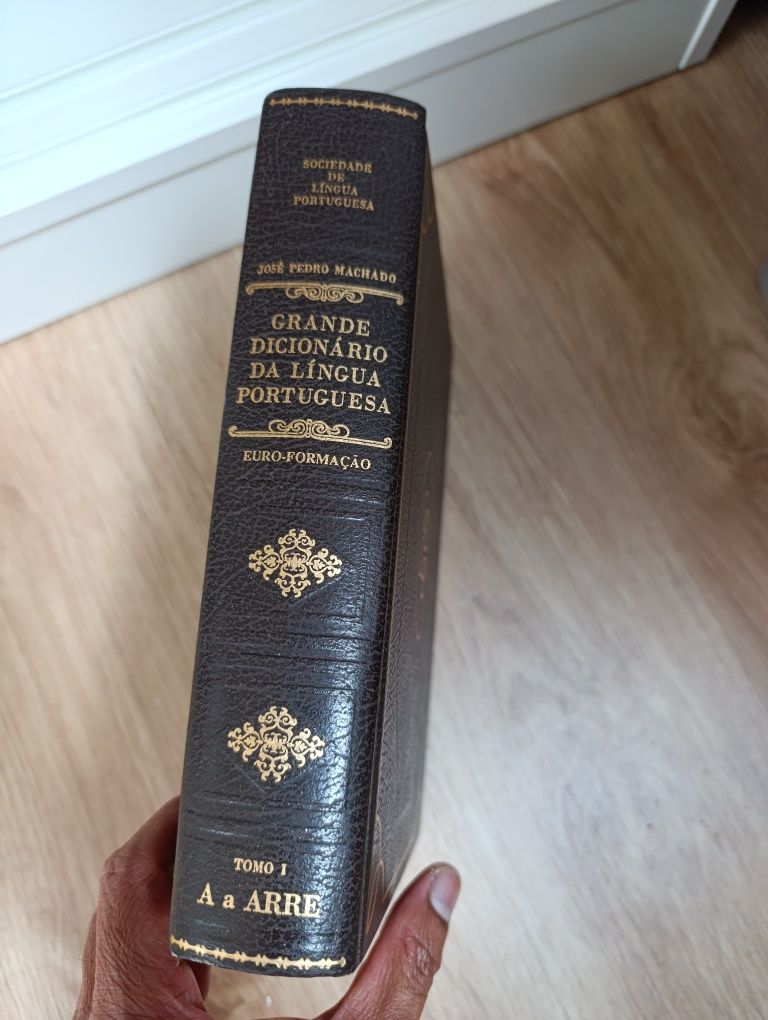 SOCIEDADE
DE
LÍNGUA
PORTUGUESA
JOSÉ PEDRO MACHADO
GRANDE
DICIONÁRIO
DA LÍNGUA
PORTUGUESA
EURO-FORMAÇÃO
TOMO I
A a ARRE